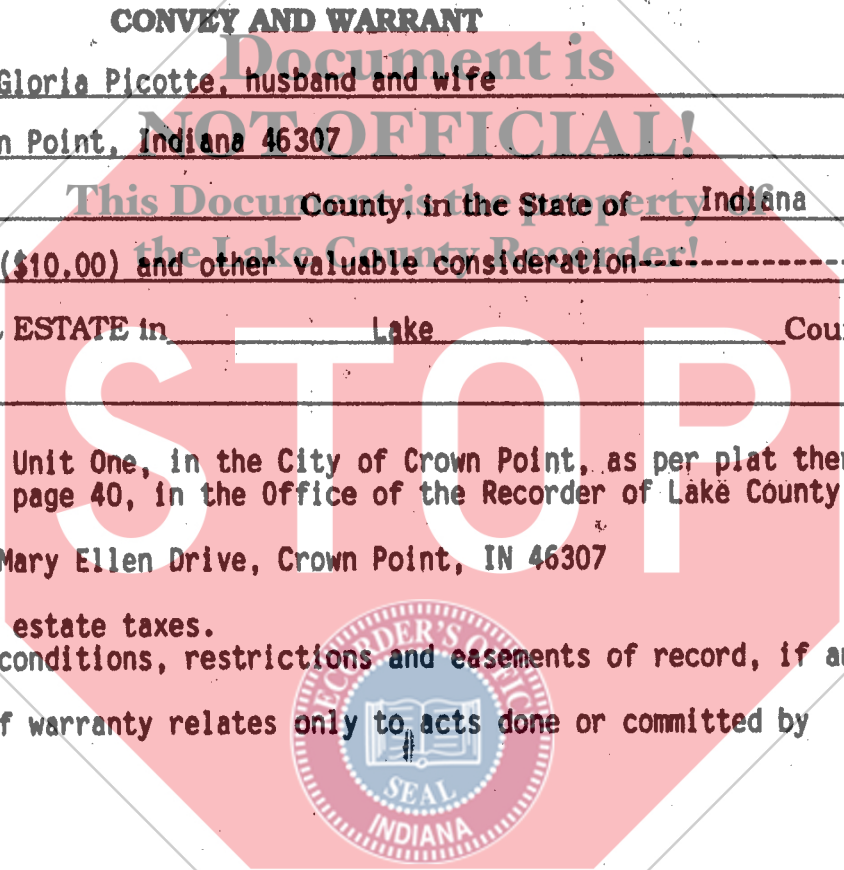 CONVEY AND WARRANT
Document is
Gloria Picotte, husband and wife
NOT OFFICIAL!
n Point, Indiana 46307
This Document is the property of
County, in the State of Indiana
the Lake County Recorder!
($10.00) and other valuable consideration---------------
ESTATE in Lake Cou
STOP
Unit One, in the City of Crown Point, as per plat ther
page 40, in the Office of the Recorder of Lake County
Mary Ellen Drive, Crown Point, IN 46307
estate taxes.
conditions, restrictions and easements of record, if a
f warranty relates only to acts done or committed by
RECORDER'S OFFIC
SEAL
INDIANA